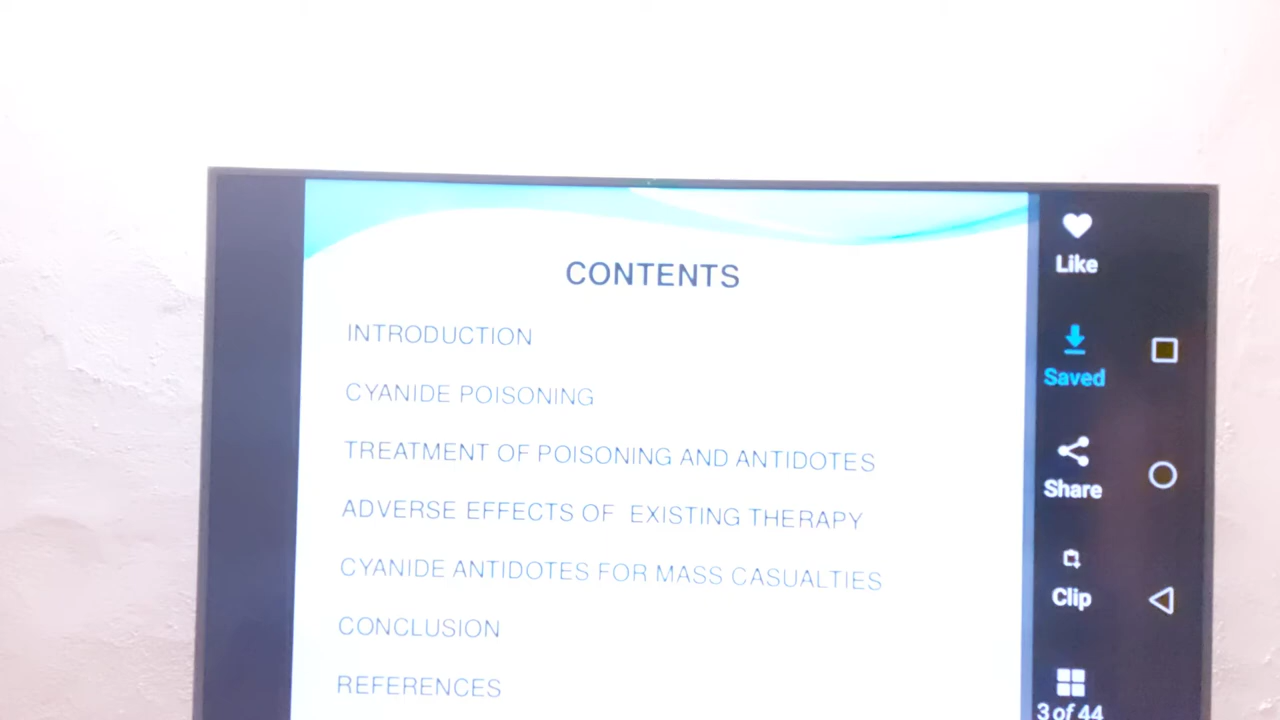 CONTENTS
INTRODUCTION
CYANIDE POISONING
TREATMENT OF POISONING AND ANTIDOTES
ADVERSE EFFECTS OF EXISTING THERAPY
CYANIDE ANTIDOTES FOR MASS CASUALTIES
CONCLUSION
REFERENCES
Like
Saved
Share
Clip
3 of 44